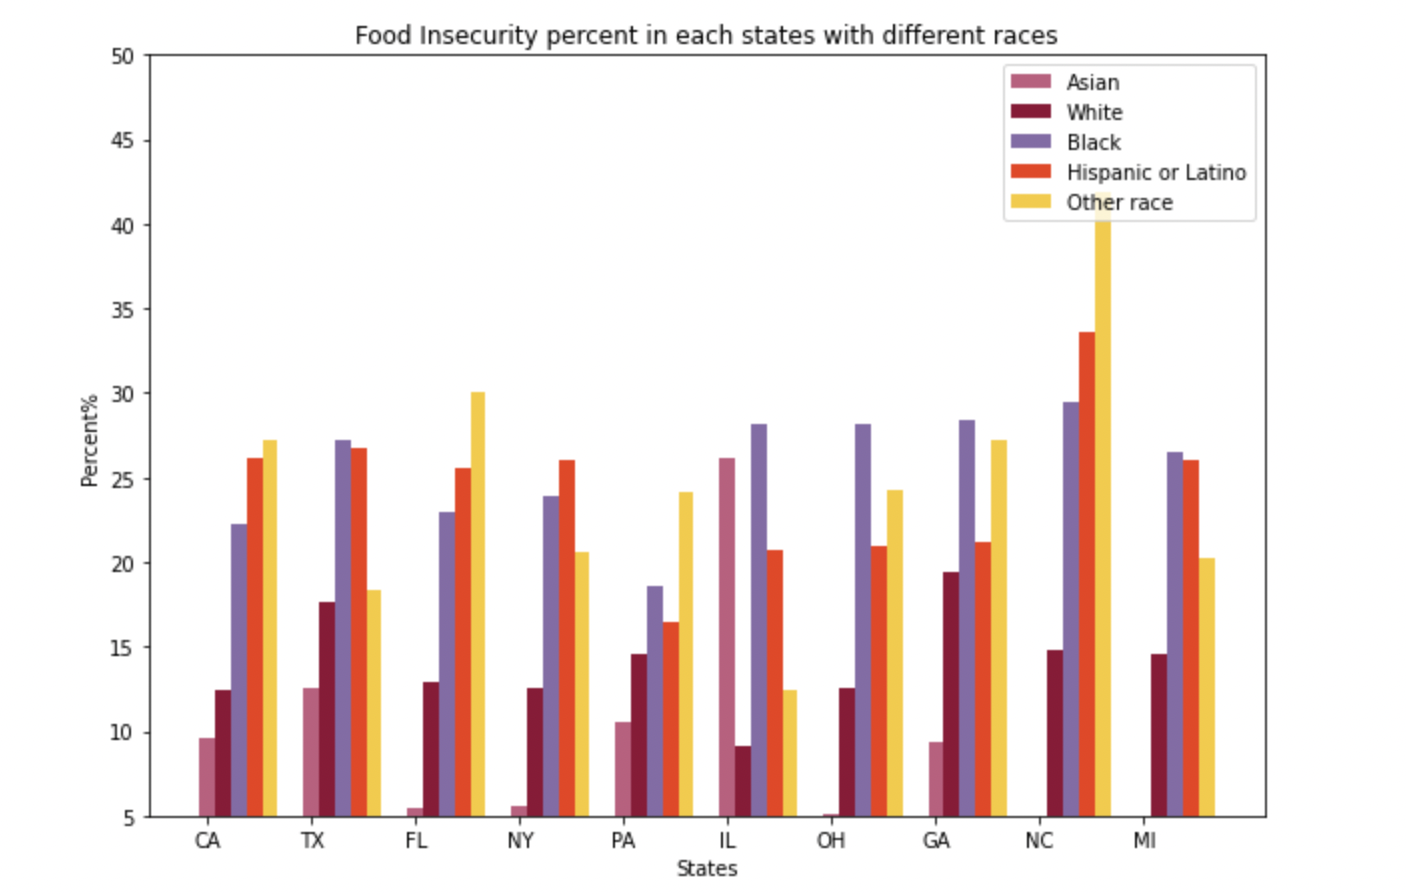 Food Insecurity percent in each states with different races
50
45
40
35
30
25
20
15
10
5
Percent%
Asian
White
Black
Hispanic or Latino
Other race
CA TX FL NY PA IL OH GA NC MI
States